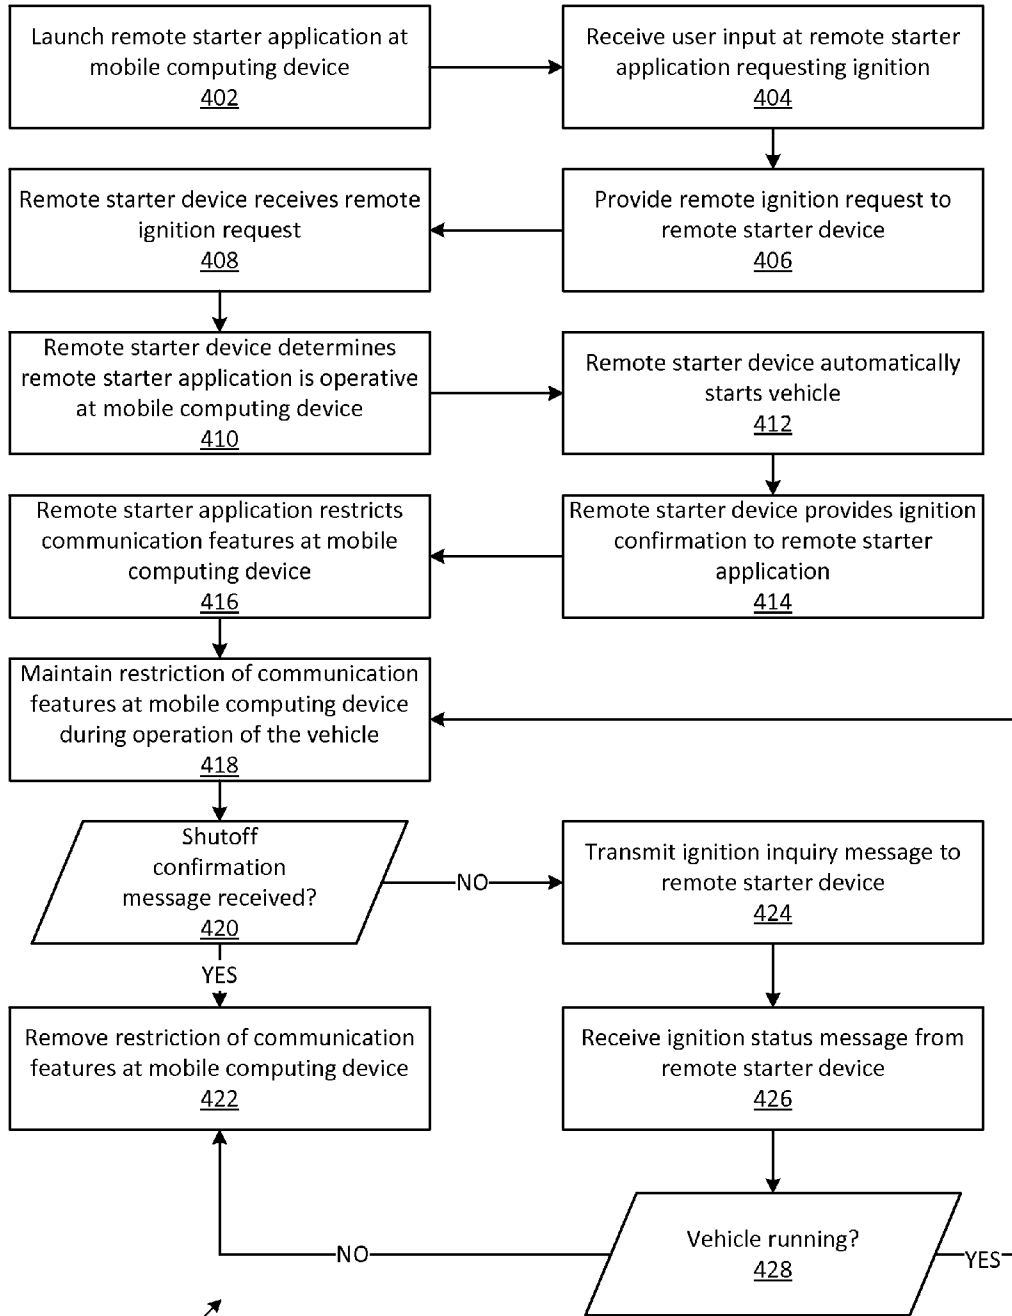 Launch remote starter application at
mobile computing device
402
Receive user input at remote starter
application requesting ignition
404
Provide remote ignition request to
remote starter device
406
Remote starter device receives remote
ignition request
408
Remote starter device determines
remote starter application is operative
at mobile computing device
410
Remote starter device automatically
starts vehicle
412
Remote starter device provides ignition
confirmation to remote starter
application
414
Remote starter application restricts
communication features at mobile
computing device
416
Maintain restriction of communication
features at mobile computing device
during operation of the vehicle
418
Shutoff
confirmation
message received?
420
NO
YES
Remove restriction of communication
features at mobile computing device
422
Transmit ignition inquiry message to
remote starter device
424
Receive ignition status message from
remote starter device
426
Vehicle running?
428
NO
YES